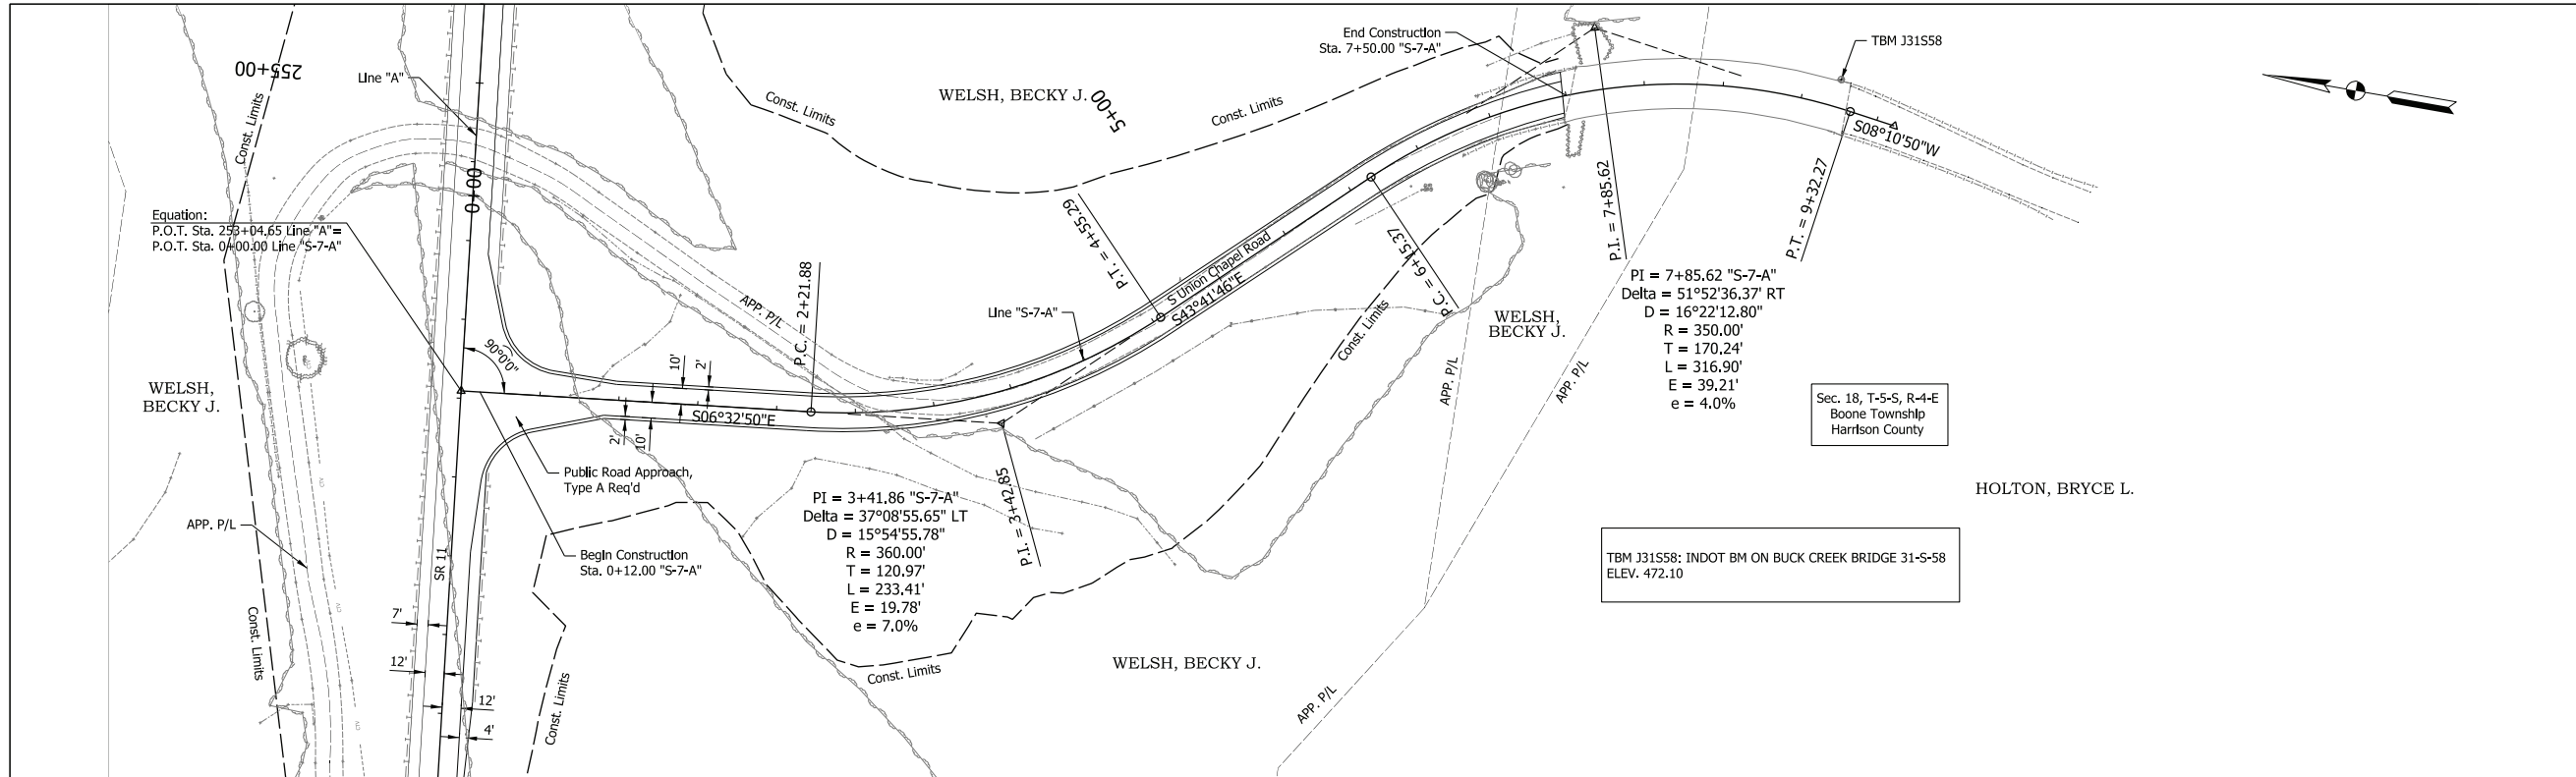 255+00
Line "A"
Const. Limits
WELSH, BECKY J.
5+00
Const. Limits
Const. Limits
End Construction
Sta. 7+50.00 "S-7-A"
TBM J31S58
S08°10'50"W
0+00
Equation:
P.O.T. Sta. 253+04.65 Line "A"=
P.O.T. Sta. 0+00.00 Line "S-7-A"
90°0'0"
APP. P/L
P.C. = 2+21.88
P.T. = 4+55.29
S Union Chapel Road
S43°41'46"E
Line "S-7-A"
P.C. = 6+15.37
P.I. = 7+85.62
P.T. = 9+32.27
PI = 7+85.62 "S-7-A"
Delta = 51°52'36.37' RT
D = 16°22'12.80"
R = 350.00'
T = 170.24'
L = 316.90'
E = 39.21'
e = 4.0%
WELSH,
BECKY J.
WELSH,
BECKY J.
Const. Limits
APP. P/L
APP. P/L
10'
2'
S06°32'50"E
2'
10'
Sec. 18, T-5-S, R-4-E
Boone Township
Harrison County
Public Road Approach,
Type A Req'd
PI = 3+41.86 "S-7-A"
Delta = 37°08'55.65" LT
D = 15°54'55.78"
R = 360.00'
T = 120.97'
L = 233.41'
E = 19.78'
e = 7.0%
P.I. = 3+42.85
HOLTON, BRYCE L.
APP. P/L
SR 11
Begin Construction
Sta. 0+12.00 "S-7-A"
TBM J31S58: INDOT BM ON BUCK CREEK BRIDGE 31-S-58
ELEV. 472.10
7'
12'
12'
4'
Const. Limits
Const. Limits
Const. Limits
WELSH, BECKY J.
APP. P/L